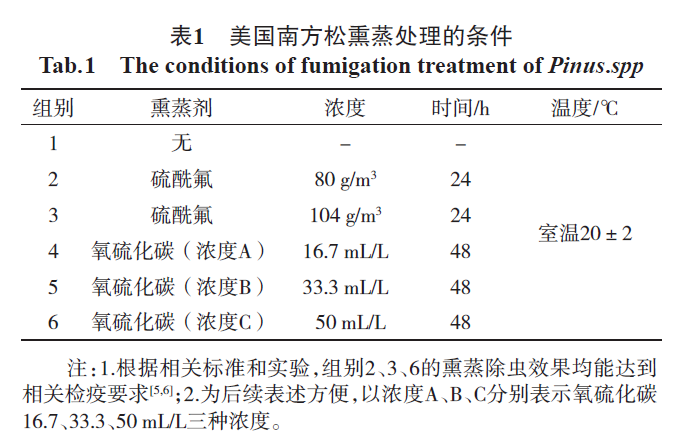 表1 美国南方松熏蒸处理的条件
Tab.1 The conditions of fumigation treatment of Pinus.spp
组别 熏蒸剂 浓度 时间/h 温度/℃
1 无 – –
2 硫酰氟 80 g/m³ 24
3 硫酰氟 104 g/m³ 24
室温20 ± 2
4 氧硫化碳（浓度A） 16.7 mL/L 48
5 氧硫化碳（浓度B） 33.3 mL/L 48
6 氧硫化碳（浓度C） 50 mL/L 48
注:1.根据相关标准和实验,组别2、3、6的熏蒸除虫效果均能达到
相关检疫要求[5,6];2.为后续表述方便,以浓度A、B、C分别表示氧硫化碳
16.7、33.3、50 mL/L三种浓度。